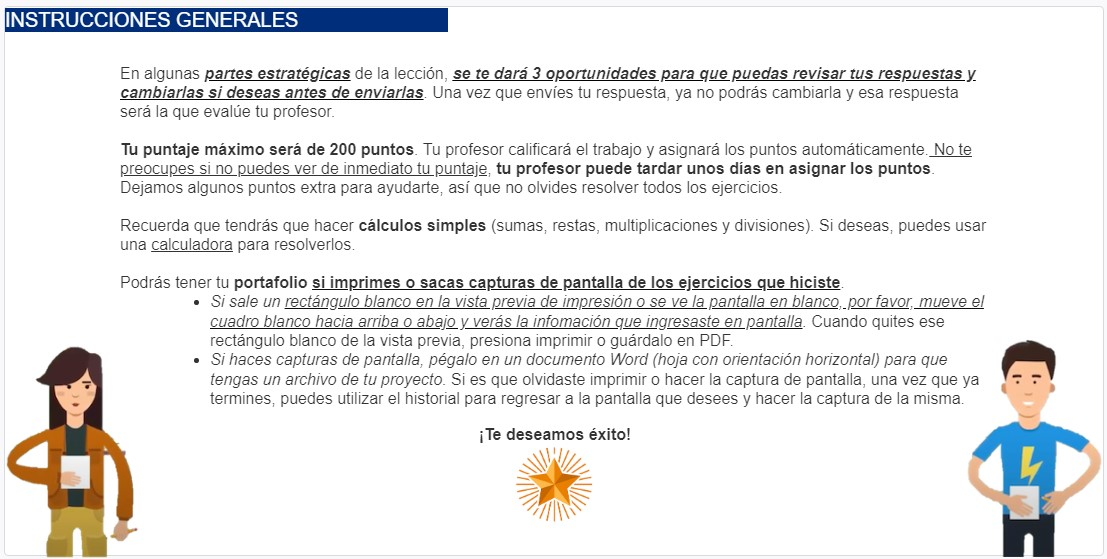 INSTRUCCIONES GENERALES
En algunas partes estratégicas de la lección, se te dará 3 oportunidades para que puedas revisar tus respuestas y
cambiarlas si deseas antes de enviarlas. Una vez que envíes tu respuesta, ya no podrás cambiarla y esa respuesta
será la que evalúe tu profesor.
Tu puntaje máximo será de 200 puntos. Tu profesor calificará el trabajo y asignará los puntos automáticamente. No te
preocupes si no puedes ver de inmediato tu puntaje, tu profesor puede tardar unos días en asignar los puntos.
Dejamos algunos puntos extra para ayudarte, así que no olvides resolver todos los ejercicios.
Recuerda que tendrás que hacer cálculos simples (sumas, restas, multiplicaciones y divisiones). Si deseas, puedes usar
una calculadora para resolverlos.
Podrás tener tu portafolio si imprimes o sacas capturas de pantalla de los ejercicios que hiciste.
• Si sale un rectángulo blanco en la vista previa de impresión o se ve la pantalla en blanco, por favor, mueve el
cuadro blanco hacia arriba o abajo y verás la infomación que ingresaste en pantalla. Cuando quites ese
rectángulo blanco de la vista previa, presiona imprimir o guárdalo en PDF.
• Si haces capturas de pantalla, pégalo en un documento Word (hoja con orientación horizontal) para que
tengas un archivo de tu proyecto. Si es que olvidaste imprimir o hacer la captura de pantalla, una vez que ya
termines, puedes utilizar el historial para regresar a la pantalla que desees y hacer la captura de la misma.
¡Te deseamos éxito!